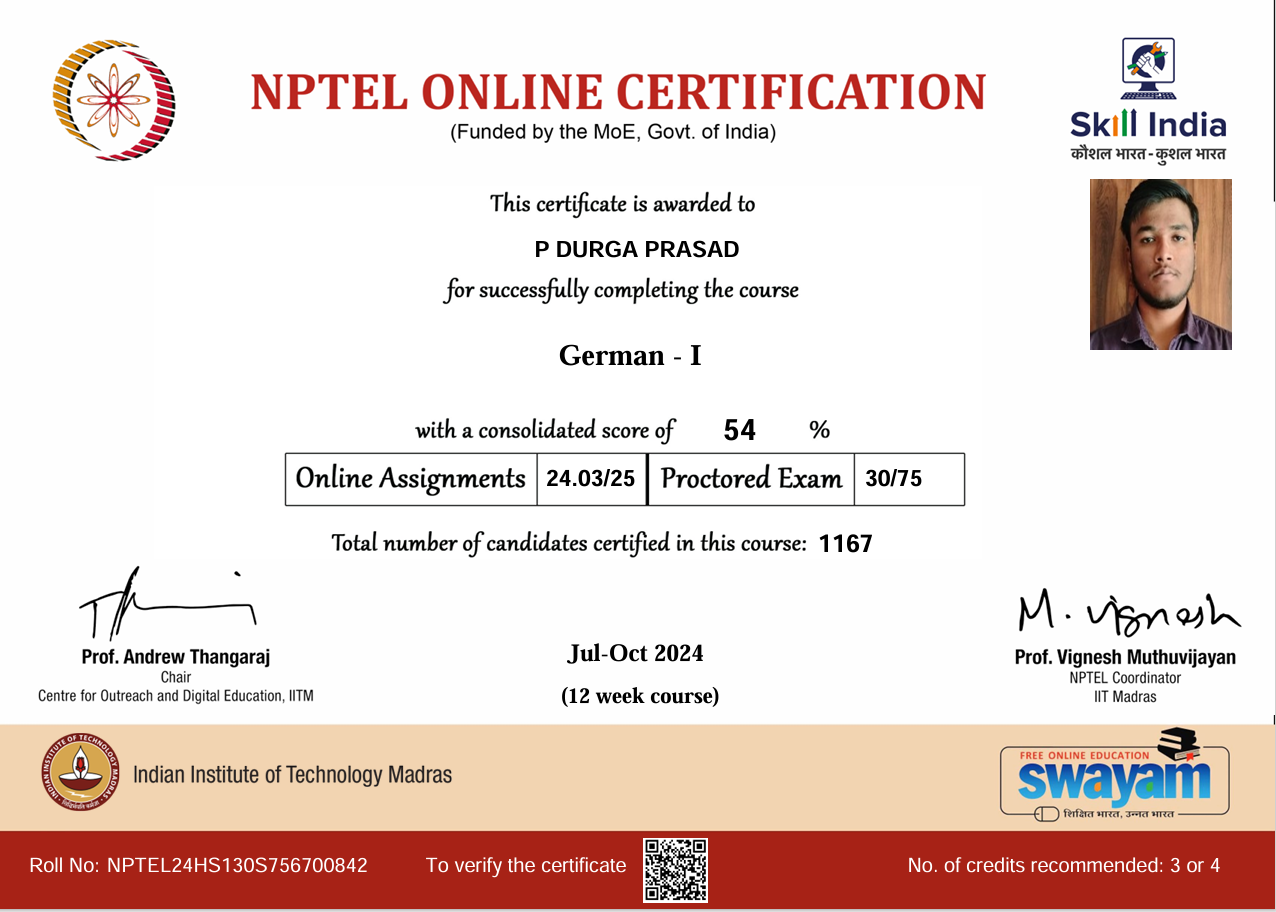 NPTEL ONLINE CERTIFICATION
(Funded by the MoE, Govt. of India)
Skill India
कौशल भारत - कुशल भारत
This certificate is awarded to
P DURGA PRASAD
for successfully completing the course
German - I
with a consolidated score of 54 %
Online Assignments 24.03/25 Proctored Exam 30/75
Total number of candidates certified in this course: 1167
M. Vignesh
Prof. Andrew Thangaraj
Chair
Centre for Outreach and Digital Education, IITM
Jul-Oct 2024
(12 week course)
Prof. Vignesh Muthuvijayan
NPTEL Coordinator
IIT Madras
INDIAN INSTITUTE OF TECHNOLOGY MADRAS
Indian Institute of Technology Madras
FREE ONLINE EDUCATION
swayam
शिक्षित भारत, उन्नत भारत
Roll No: NPTEL24HS130S756700842
To verify the certificate
No. of credits recommended: 3 or 4